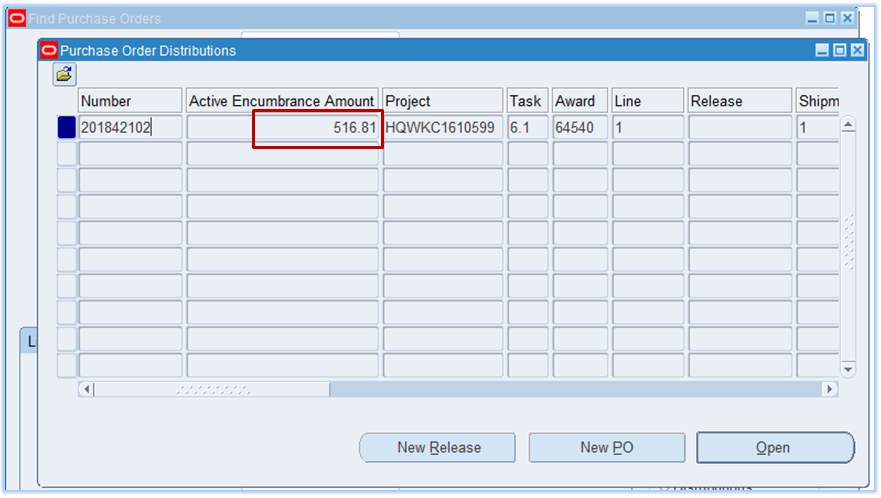 Find Purchase Orders
Purchase Order Distributions
Number Active Encumbrance Amount Project Task Award Line Release Shipm
201842102 516.81 HQWKC1610599 6.1 64540 1 1
New Release New PO Open